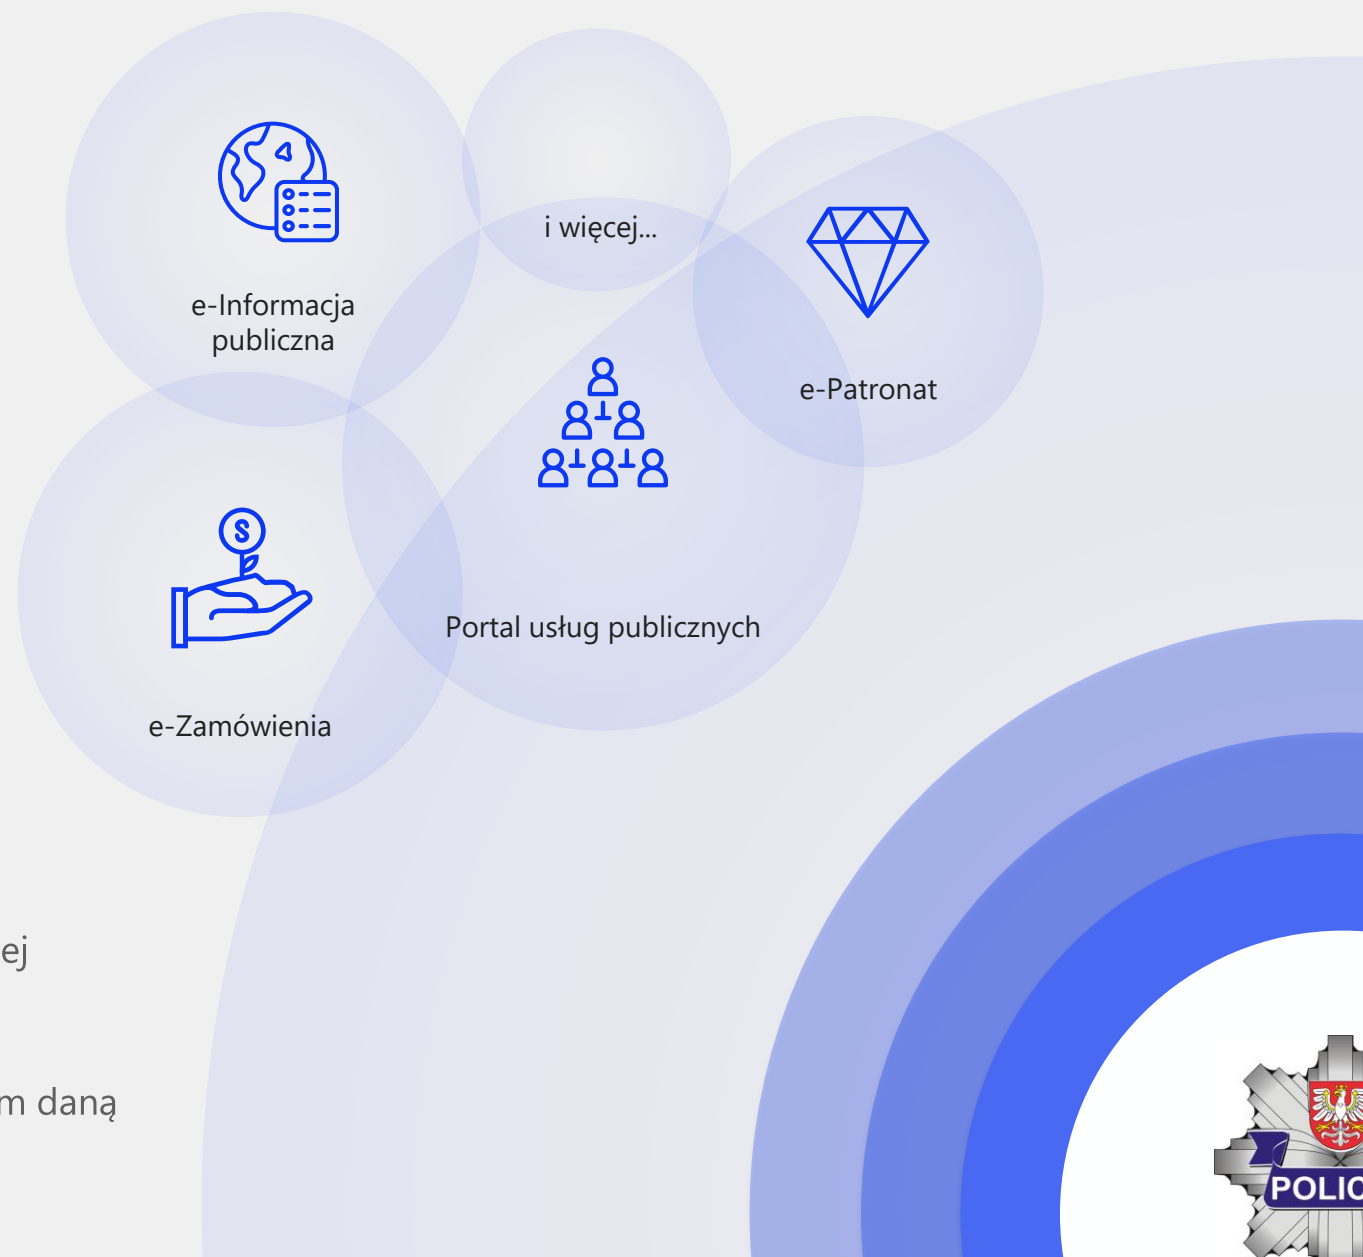 i więcej...
e-Informacja
publiczna
e-Patronat
Portal usług publicznych
e-Zamówienia
ej
m daną
POLIC